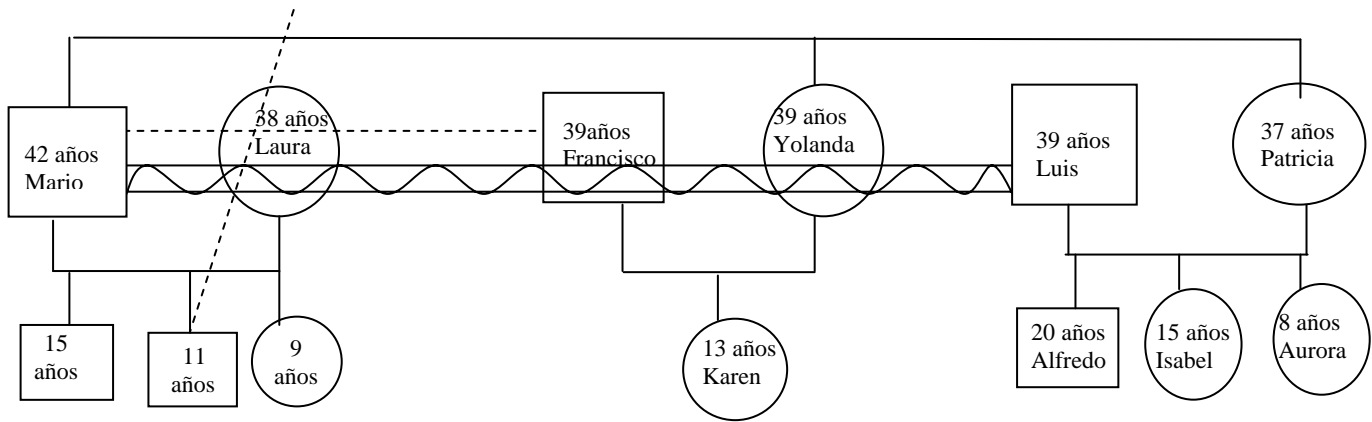 42 años
Mario
38 años
Laura
39años
Francisco
39 años
Yolanda
39 años
Luis
37 años
Patricia
15
años
11
años
9
años
13 años
Karen
20 años
Alfredo
15 años
Isabel
8 años
Aurora